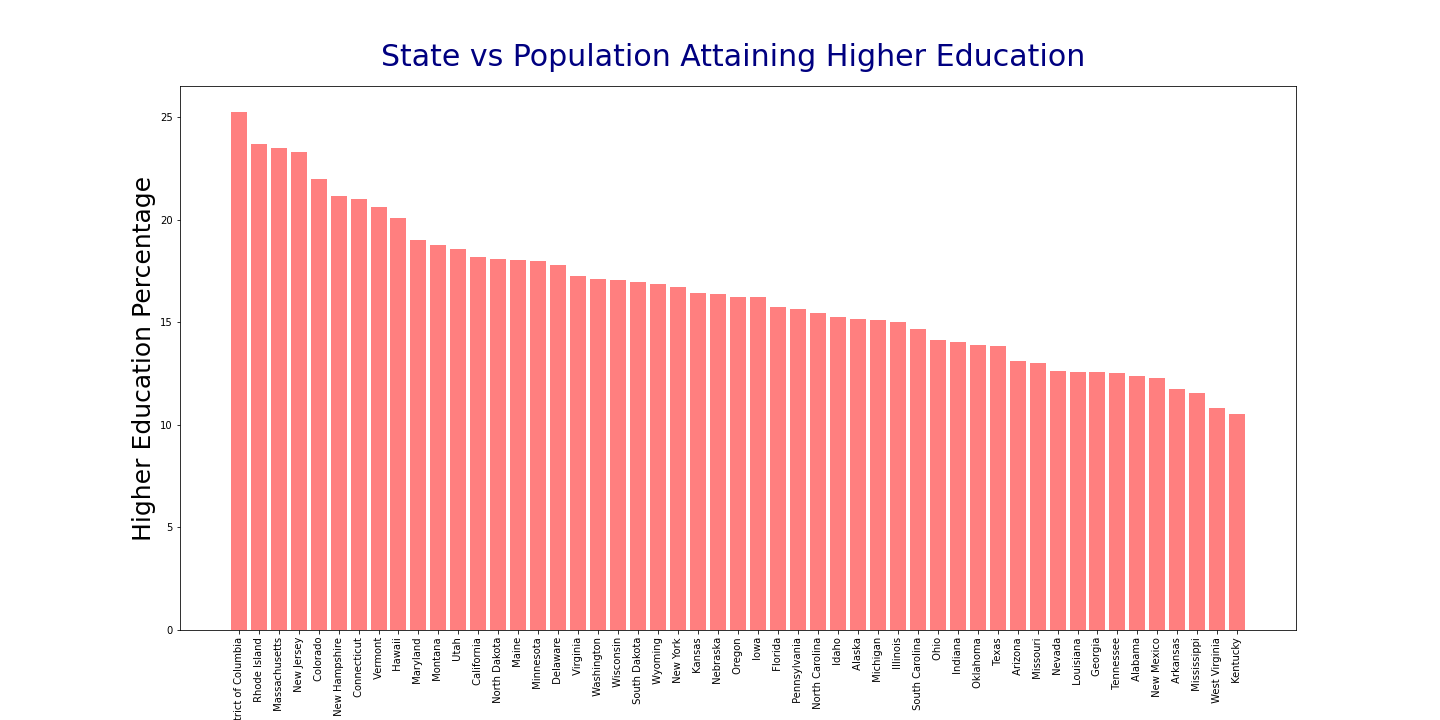 State vs Population Attaining Higher Education
Higher Education Percentage
25
20
15
10
5
0
trict of Columbia
Rhode Island
Massachusetts
New Jersey
Colorado
New Hampshire
Connecticut
Vermont
Hawaii
Maryland
Montana
Utah
California
North Dakota
Maine
Minnesota
Delaware
Virginia
Washington
Wisconsin
South Dakota
Wyoming
New York
Kansas
Nebraska
Oregon
Iowa
Florida
Pennsylvania
North Carolina
Idaho
Alaska
Michigan
Illinois
South Carolina
Ohio
Indiana
Oklahoma
Texas
Arizona
Missouri
Nevada
Louisiana
Georgia
Tennessee
Alabama
New Mexico
Arkansas
Mississippi
West Virginia
Kentucky